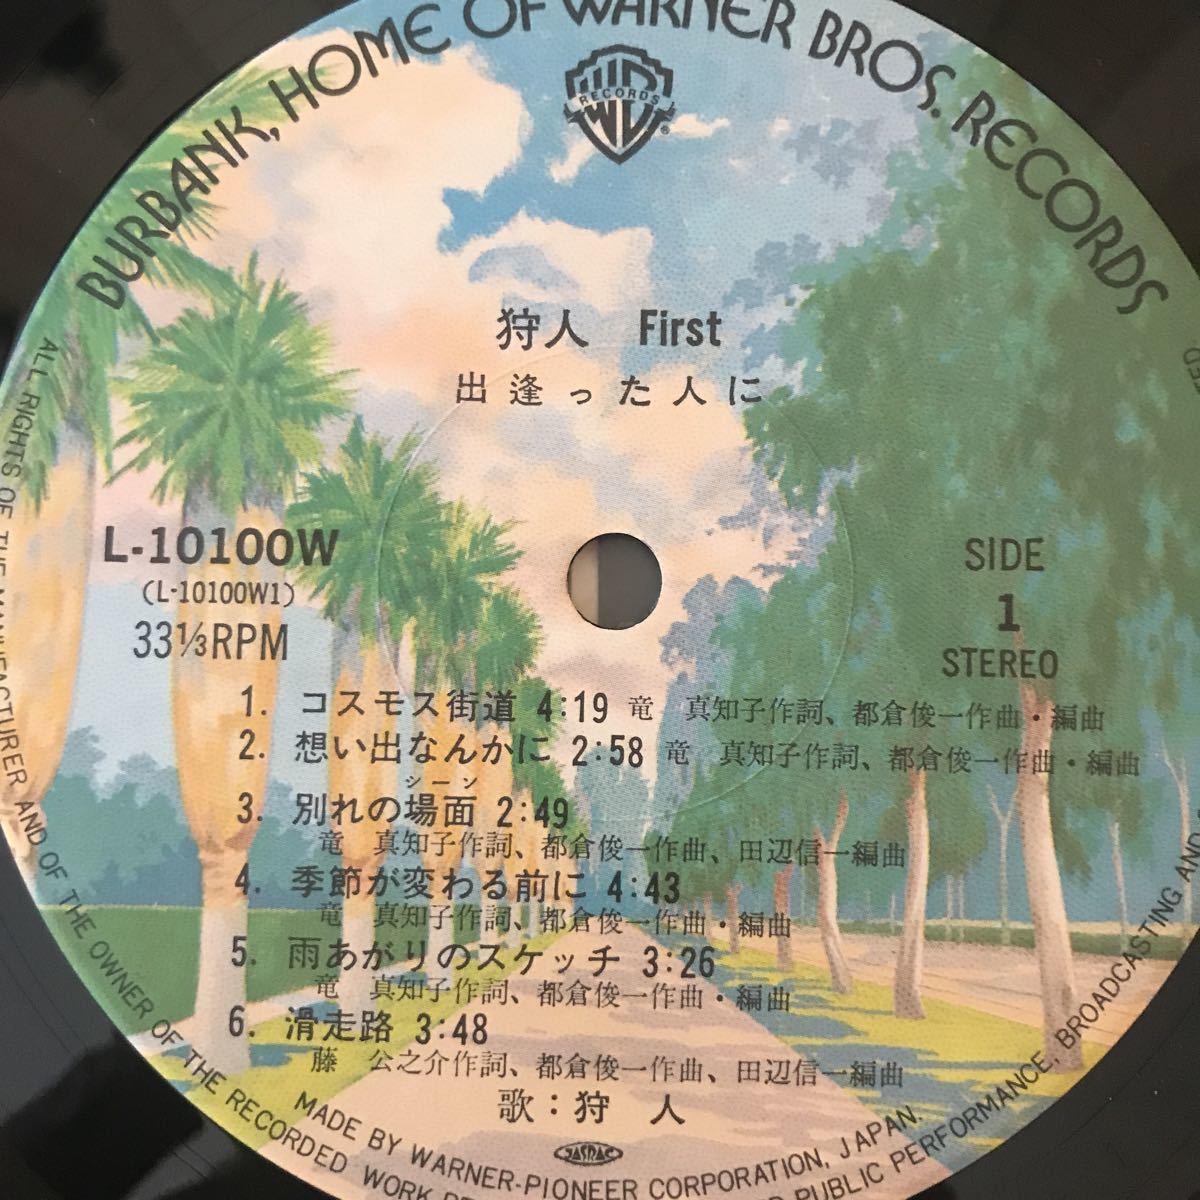 BURBANK, HOME OF WARNER BROS. RECORDS
RECORDS
狩人 First
出逢った人に
L-10100W
(L-10100W1)
33⅓RPM
SIDE
1
STEREO
1. コスモス街道 4:19 竜 真知子作詞、都倉俊一作曲・編曲
2. 想い出なんかに 2:58 竜 真知子作詞、都倉俊一作曲・編曲
シーン
3. 別れの場面 2:49
竜 真知子作詞、都倉俊一作曲、田辺信一編曲
4. 季節が変わる前に 4:43
竜 真知子作詞、都倉俊一作曲・編曲
5. 雨あがりのスケッチ 3:26
竜 真知子作詞、都倉俊一作曲・編曲
6. 滑走路 3:48
藤 公之介作詞、都倉俊一作曲、田辺信一編曲
歌：狩 人
JASRAC
MADE BY WARNER-PIONEER CORPORATION, JAPAN.
ALL RIGHTS OF THE MANUFACTURER AND OF THE OWNER OF THE RECORDED WORK
PUBLIC PERFORMANCE, BROADCASTING AND